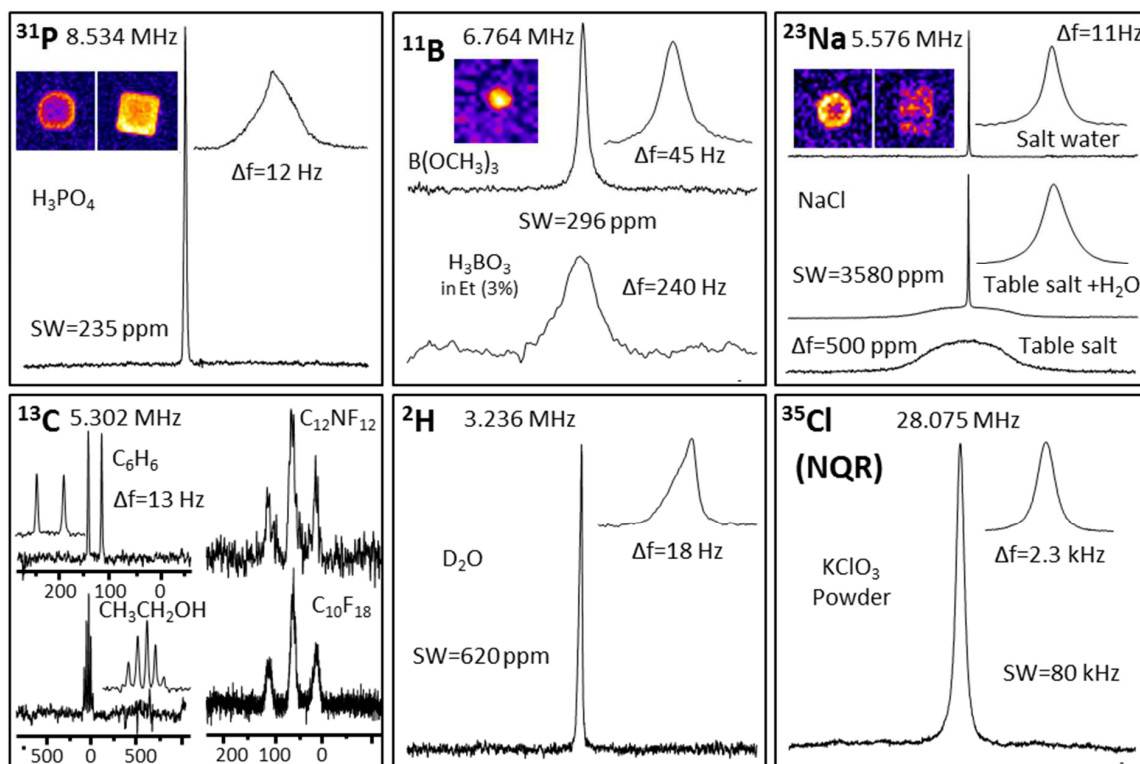 ³¹P 8.534 MHz
Δf=12 Hz
H₃PO₄
SW=235 ppm
¹¹B 6.764 MHz
Δf=45 Hz
B(OCH₃)₃
SW=296 ppm
H₃BO₃
in Et (3%)
Δf=240 Hz
²³Na 5.576 MHz
Δf=11Hz
Salt water
NaCl
SW=3580 ppm
Table salt +H₂O
Δf=500 ppm
Table salt
¹³C 5.302 MHz
C₆H₆
Δf=13 Hz
200 100 0
CH₃CH₂OH
500 0 500
C₁₂NF₁₂
C₁₀F₁₈
200 100 0
²H 3.236 MHz
Δf=18 Hz
D₂O
SW=620 ppm
³⁵Cl 28.075 MHz
(NQR)
Δf=2.3 kHz
KClO₃
Powder
SW=80 kHz